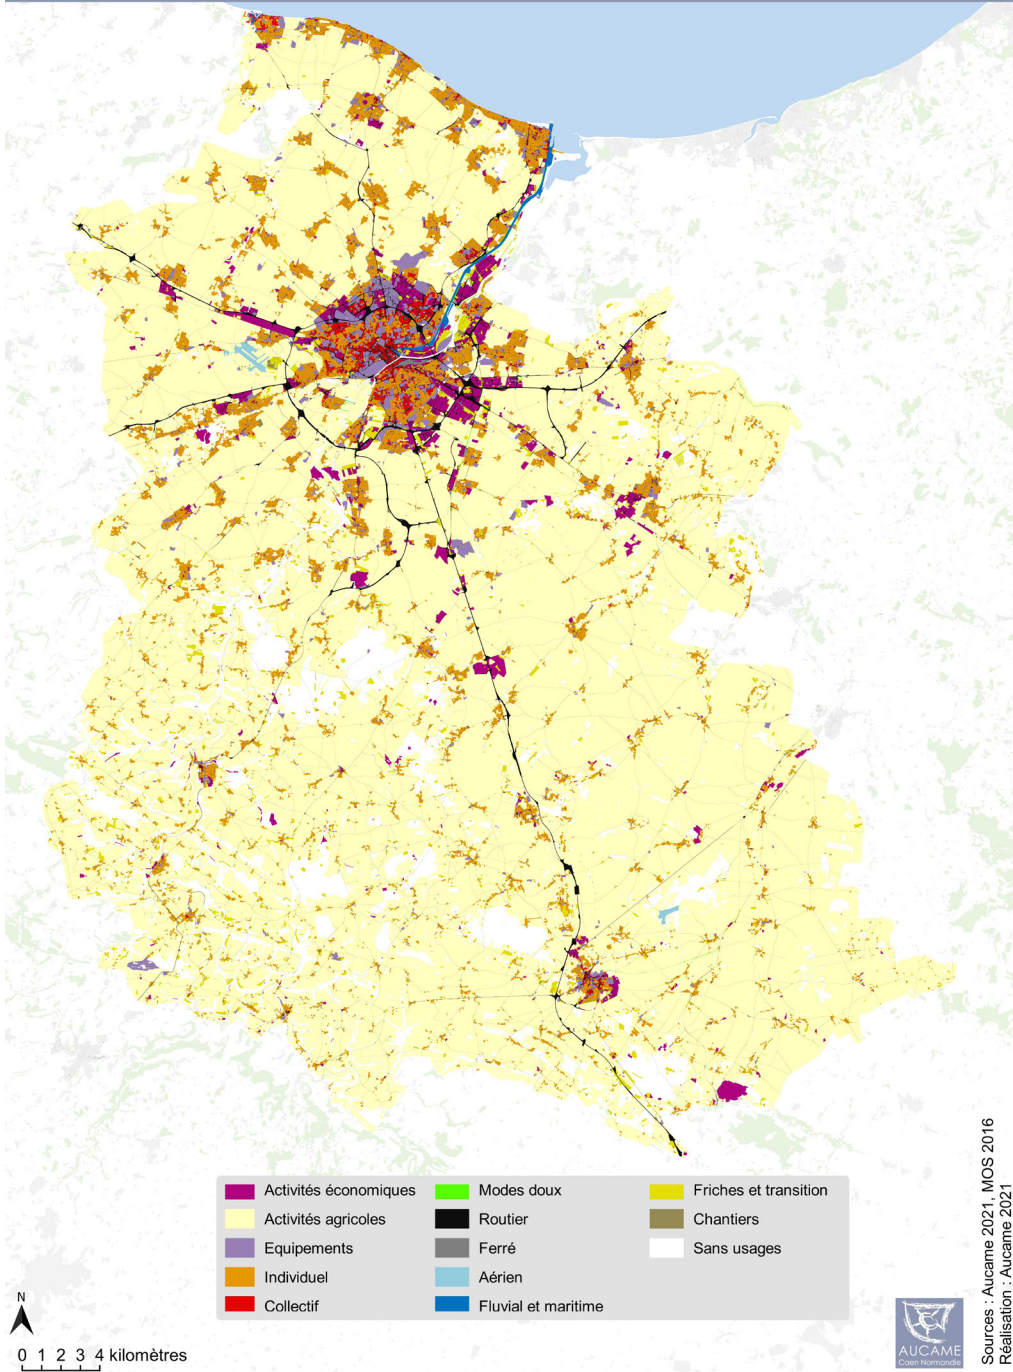 Activités économiques
Activités agricoles
Equipements
Individuel
Collectif
Modes doux
Routier
Ferré
Aérien
Fluvial et maritime
Friches et transition
Chantiers
Sans usages
N
0 1 2 3 4 kilomètres
AUCAME
Caen Normandie
Sources : Aucame 2021, MOS 2016
Réalisation : Aucame 2021